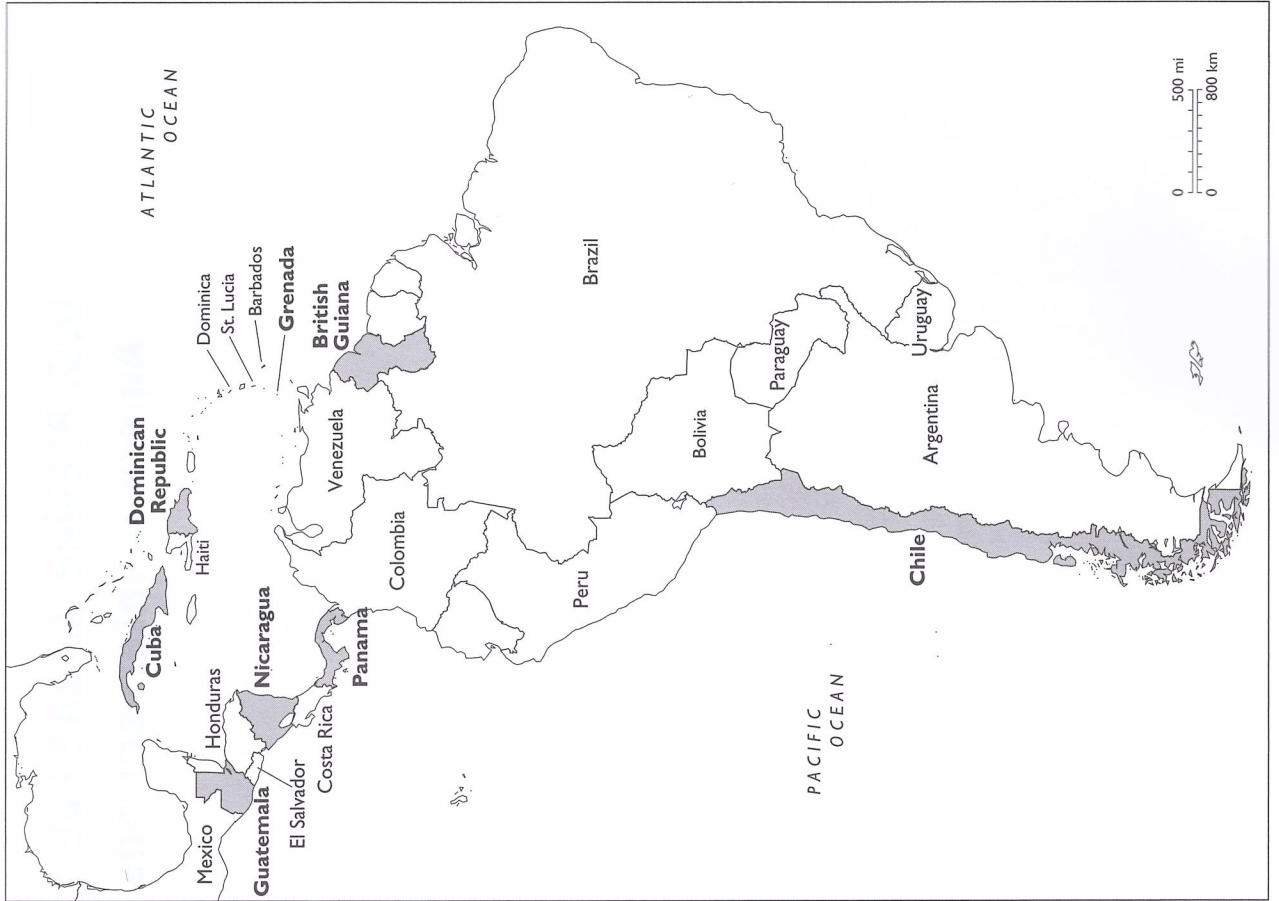 ATLANTIC
OCEAN
Dominica
St. Lucia
Barbados
Grenada
British
Guiana
Dominican
Republic
Haiti
Cuba
Nicaragua
Honduras
Panama
Costa Rica
El Salvador
Guatemala
Mexico
Venezuela
Colombia
Brazil
Peru
Bolivia
Paraguay
Uruguay
Argentina
Chile
PACIFIC
OCEAN
0 500 mi
0 800 km